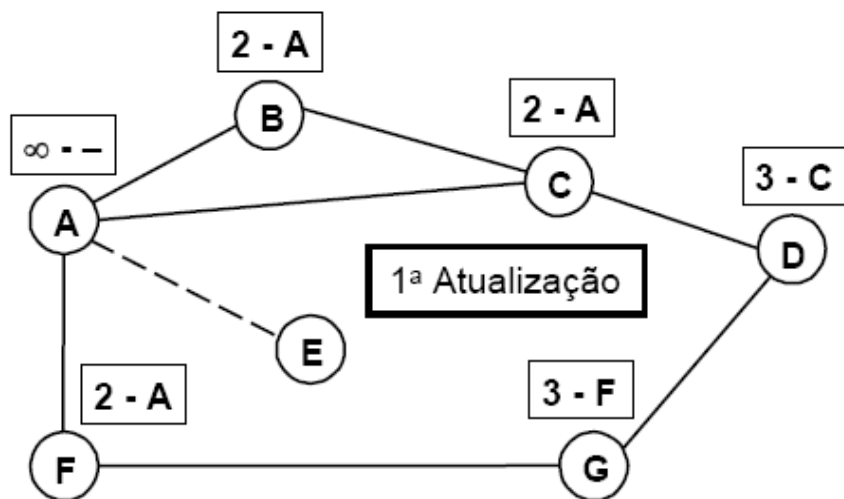 2 - A
B
2 - A
∞ - –
C
3 - C
A
D
1ª Atualização
E
2 - A
3 - F
F
G